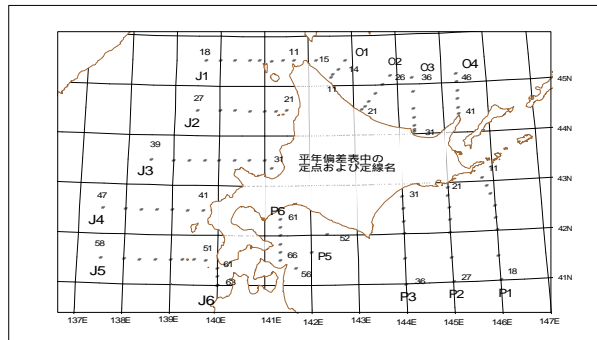 18
11
15
O1
14
O2
O3
O4
J1
26
36
46
45N
27
21
11
21
41
J2
31
44N
39
31
平年偏差表中の
定点および定線名
11
J3
43N
47
41
31
21
P6
61
J4
52
42N
58
51
66
P5
J5
61
56
18
63
36
27
41N
J6
P3
P2
P1
137E
138E
139E
140E
141E
142E
143E
144E
145E
146E
147E